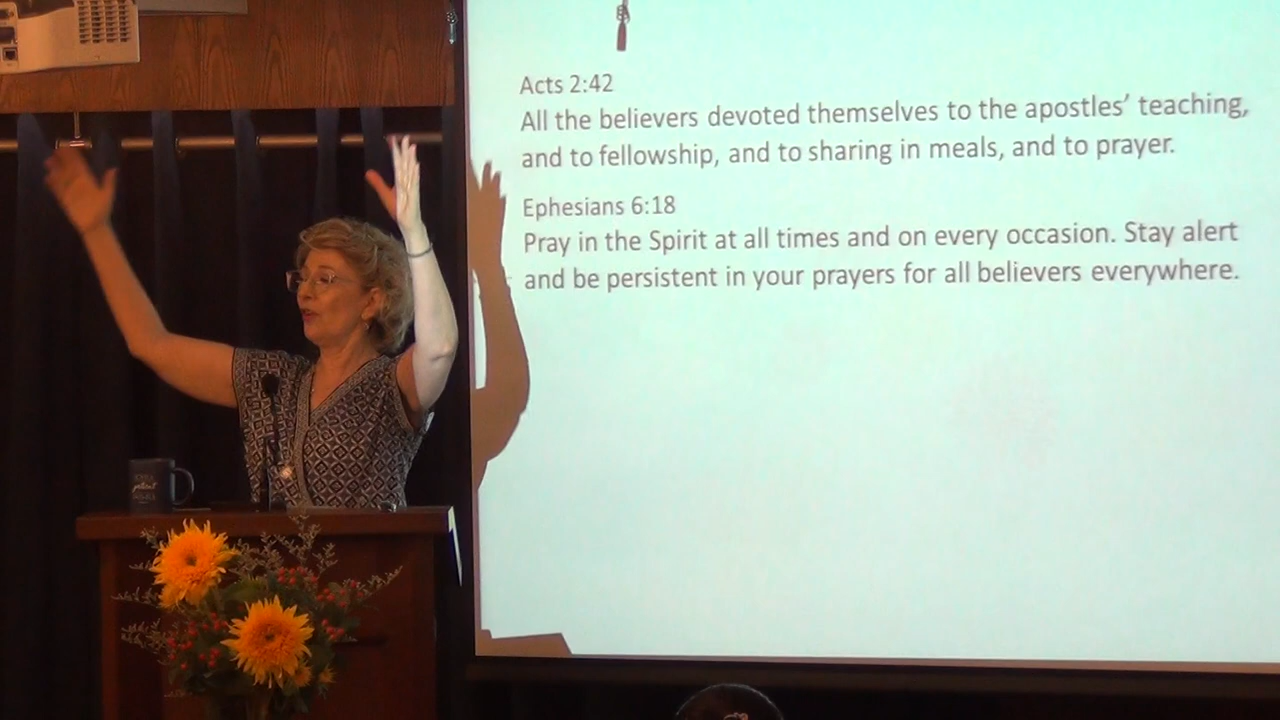 Acts 2:42
All the believers devoted themselves to the apostles’ teaching,
and to fellowship, and to sharing in meals, and to prayer.
Ephesians 6:18
Pray in the Spirit at all times and on every occasion. Stay alert
and be persistent in your prayers for all believers everywhere.